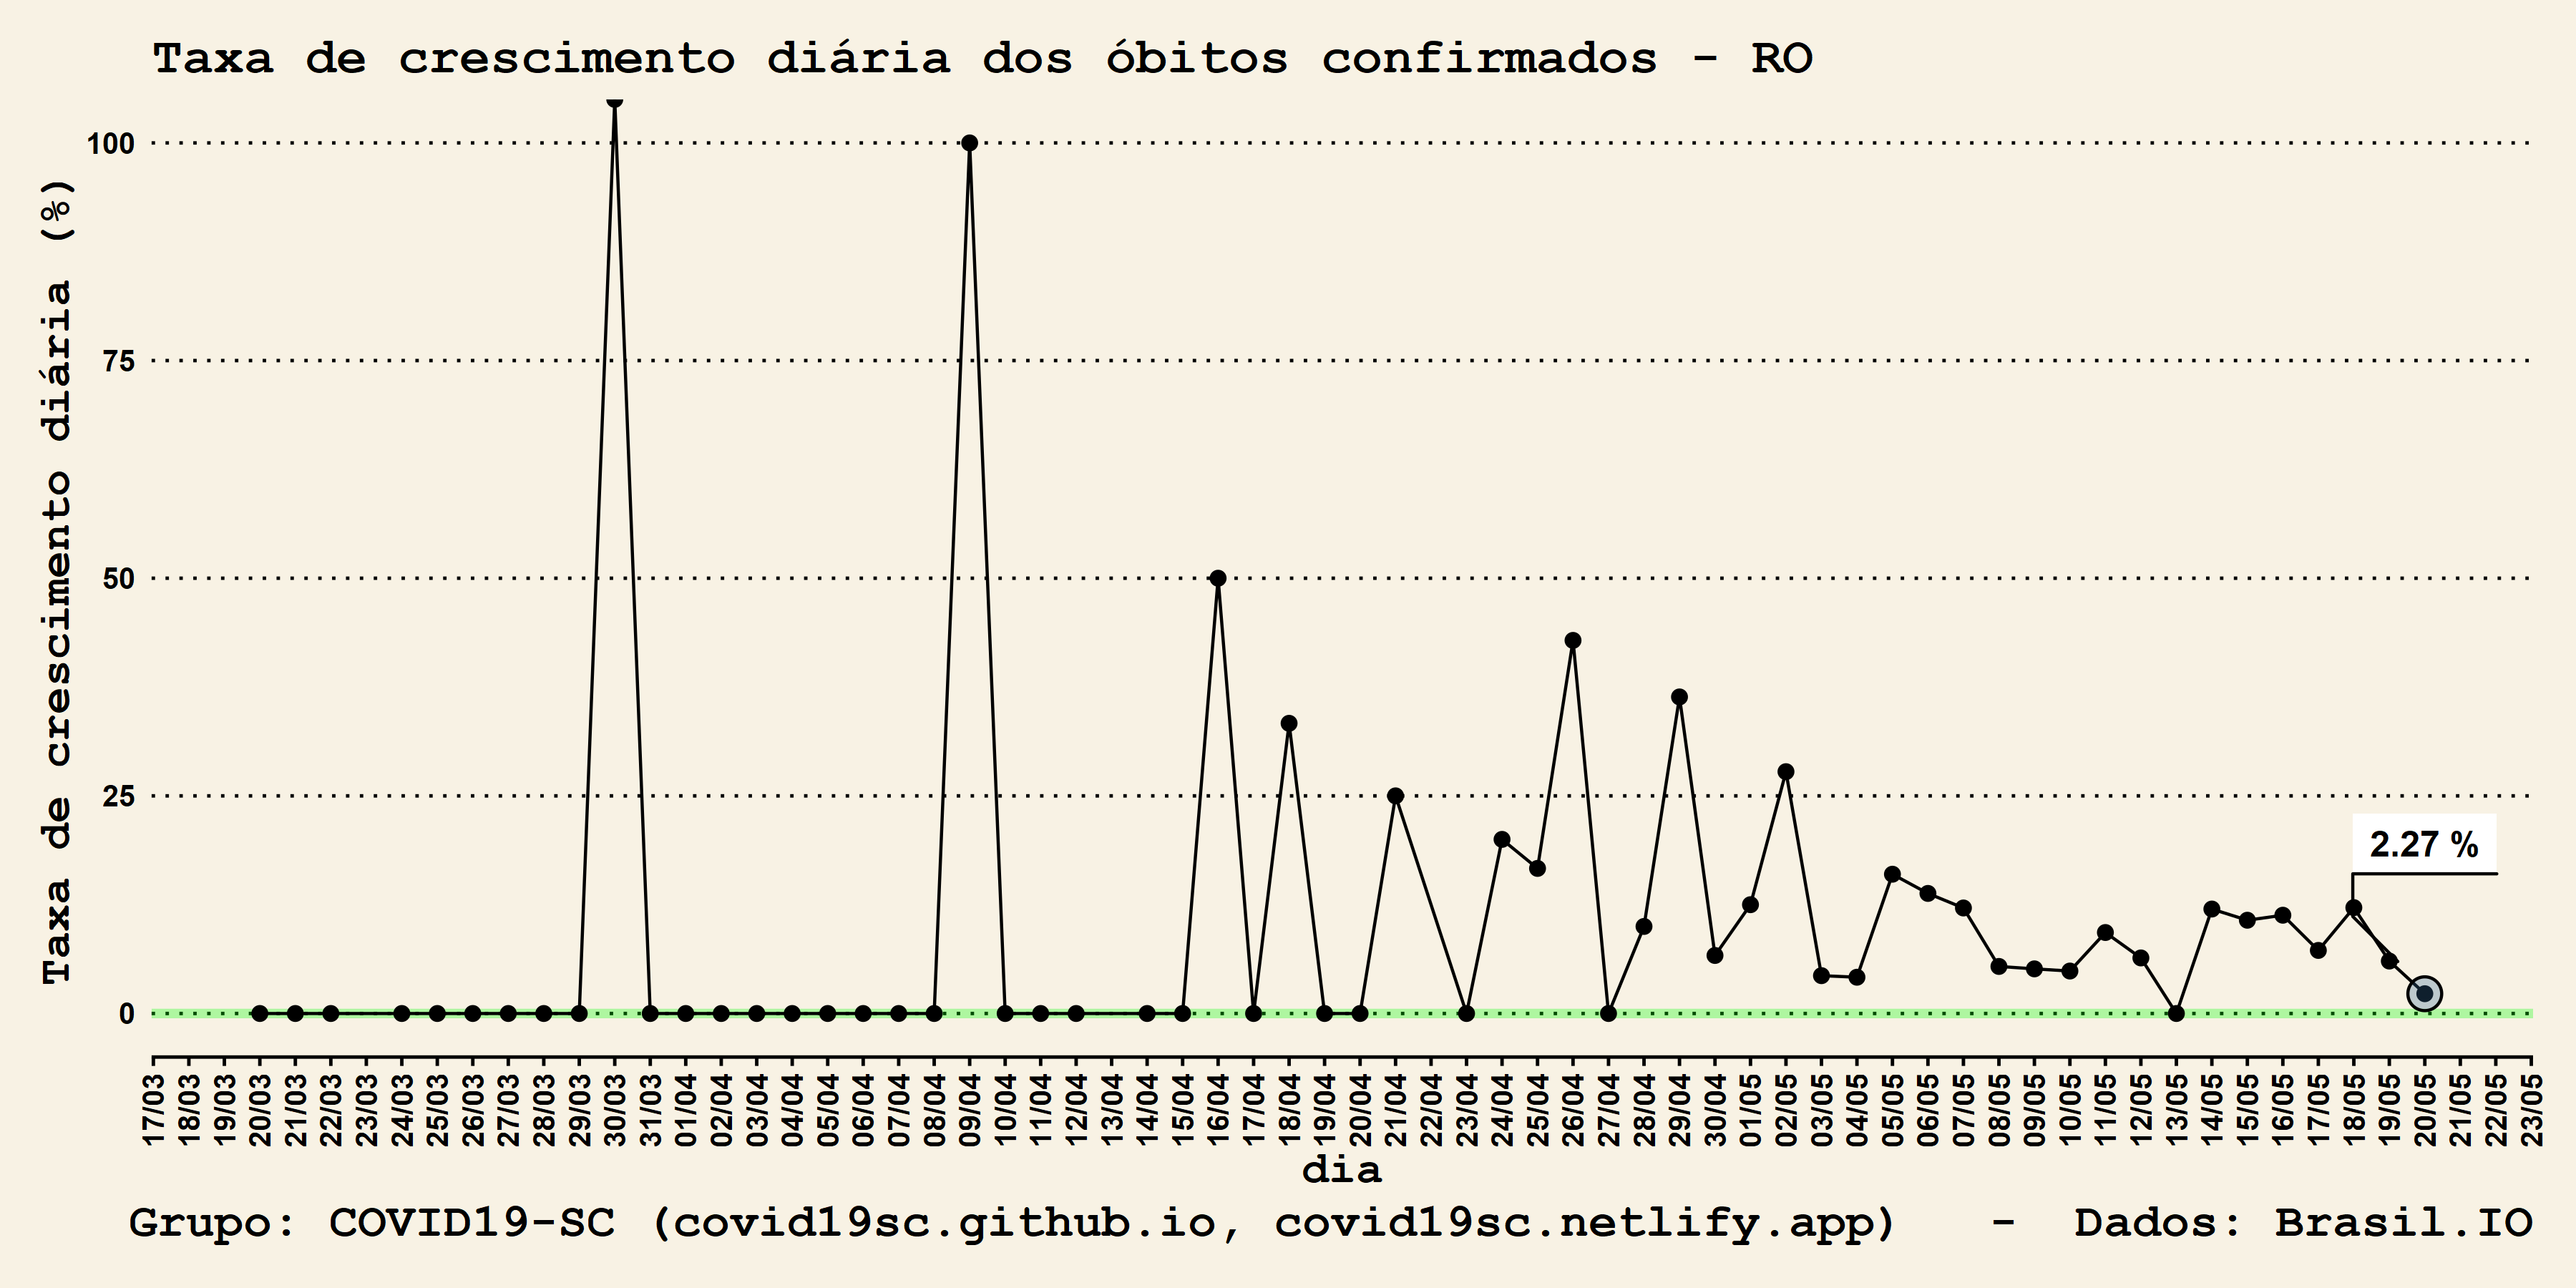 Taxa de crescimento diária dos óbitos confirmados - RO
Taxa de crescimento diária (%)
100
75
50
25
0
2.27 %
17/03 18/03 19/03 20/03 21/03 22/03 23/03 24/03 25/03 26/03 27/03 28/03 29/03 30/03 31/03 01/04 02/04 03/04 04/04 05/04 06/04 07/04 08/04 09/04 10/04 11/04 12/04 13/04 14/04 15/04 16/04 17/04 18/04 19/04 20/04 21/04 22/04 23/04 24/04 25/04 26/04 27/04 28/04 29/04 30/04 01/05 02/05 03/05 04/05 05/05 06/05 07/05 08/05 09/05 10/05 11/05 12/05 13/05 14/05 15/05 16/05 17/05 18/05 19/05 20/05 21/05 22/05 23/05
dia
Grupo: COVID19-SC (covid19sc.github.io, covid19sc.netlify.app) - Dados: Brasil.IO